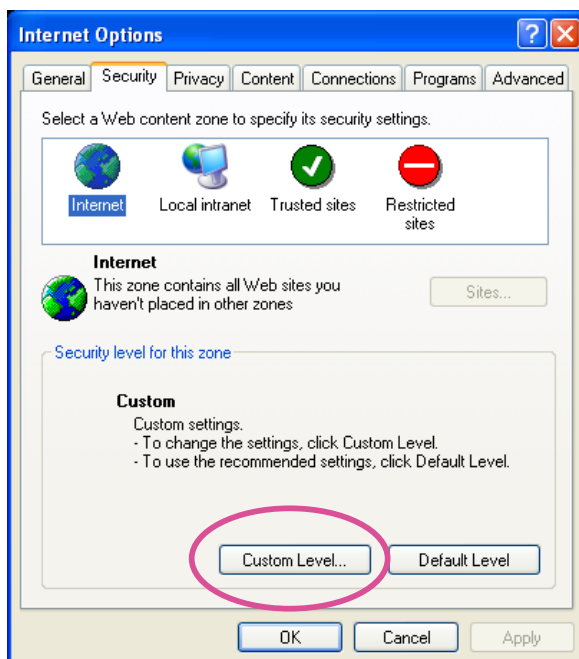 Internet Options
General Security Privacy Content Connections Programs Advanced
Select a Web content zone to specify its security settings.
Internet Local intranet Trusted sites Restricted
sites
Internet
This zone contains all Web sites you
haven't placed in other zones
Sites...
Security level for this zone
Custom
Custom settings.
- To change the settings, click Custom Level.
- To use the recommended settings, click Default Level.
Custom Level... Default Level
OK Cancel Apply